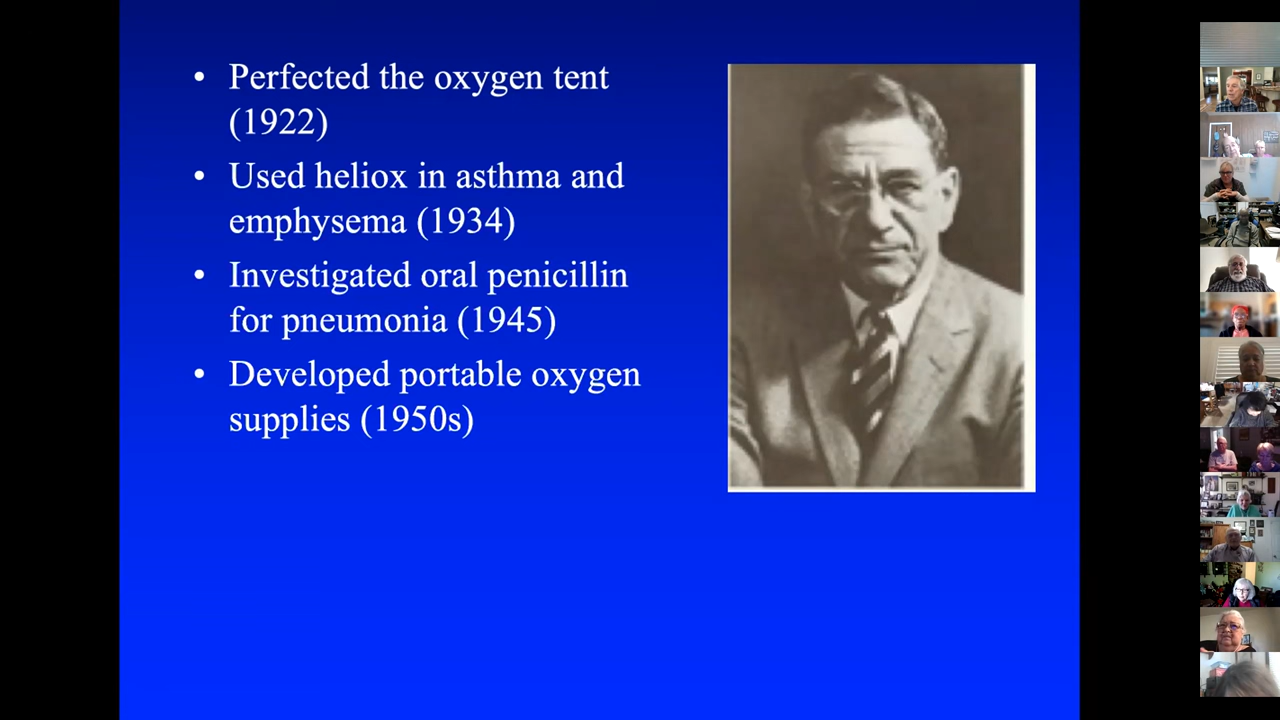 • Perfected the oxygen tent
(1922)
• Used heliox in asthma and
emphysema (1934)
• Investigated oral penicillin
for pneumonia (1945)
• Developed portable oxygen
supplies (1950s)